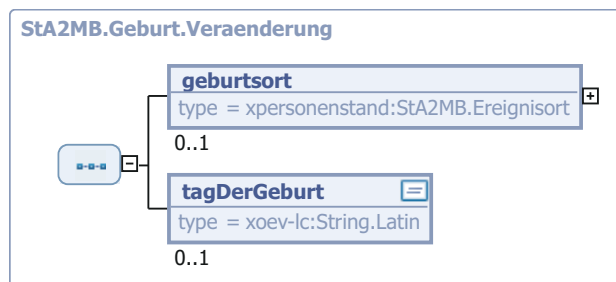 StA2MB.Geburt.Veraenderung
geburtsort
type = xpersonenstand:StA2MB.Ereignisort
0..1
tagDerGeburt
type = xoev-lc:String.Latin
0..1